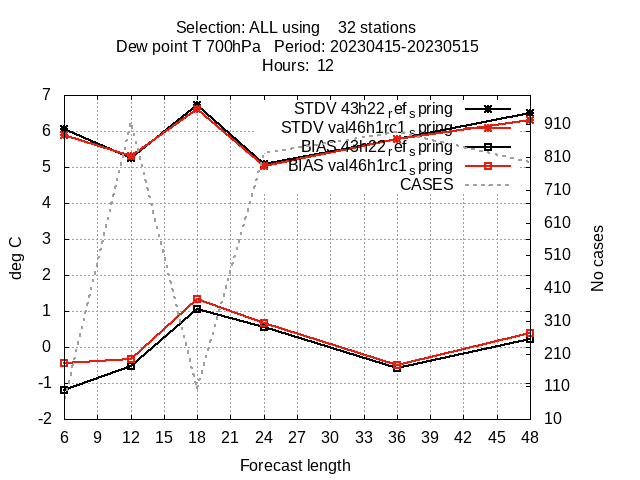 Selection: ALL using 32 stations
Dew point T 700hPa Period: 20230415-20230515
Hours: 12
STDV 43h22_ref_spring
STDV val46h1rc1_spring
BIAS 43h22_ref_spring
BIAS val46h1rc1_spring
CASES
7
6
5
4
3
2
1
0
-1
-2
deg C
910
810
710
610
510
410
310
210
110
10
No cases
6 9 12 15 18 21 24 27 30 33 36 39 42 45 48
Forecast length